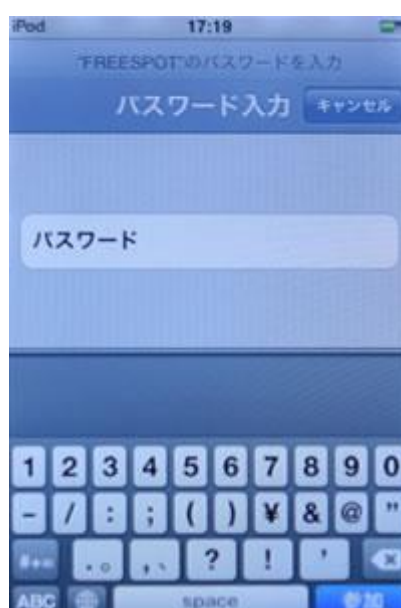 iPod 17:19
"FREESPOT"のパスワードを入力
パスワード入力 キャンセル
パスワード
1 2 3 4 5 6 7 8 9 0
- / : ; ( ) ¥ & @ "
#+= .。 ,、 ? ! '
ABC space 参加